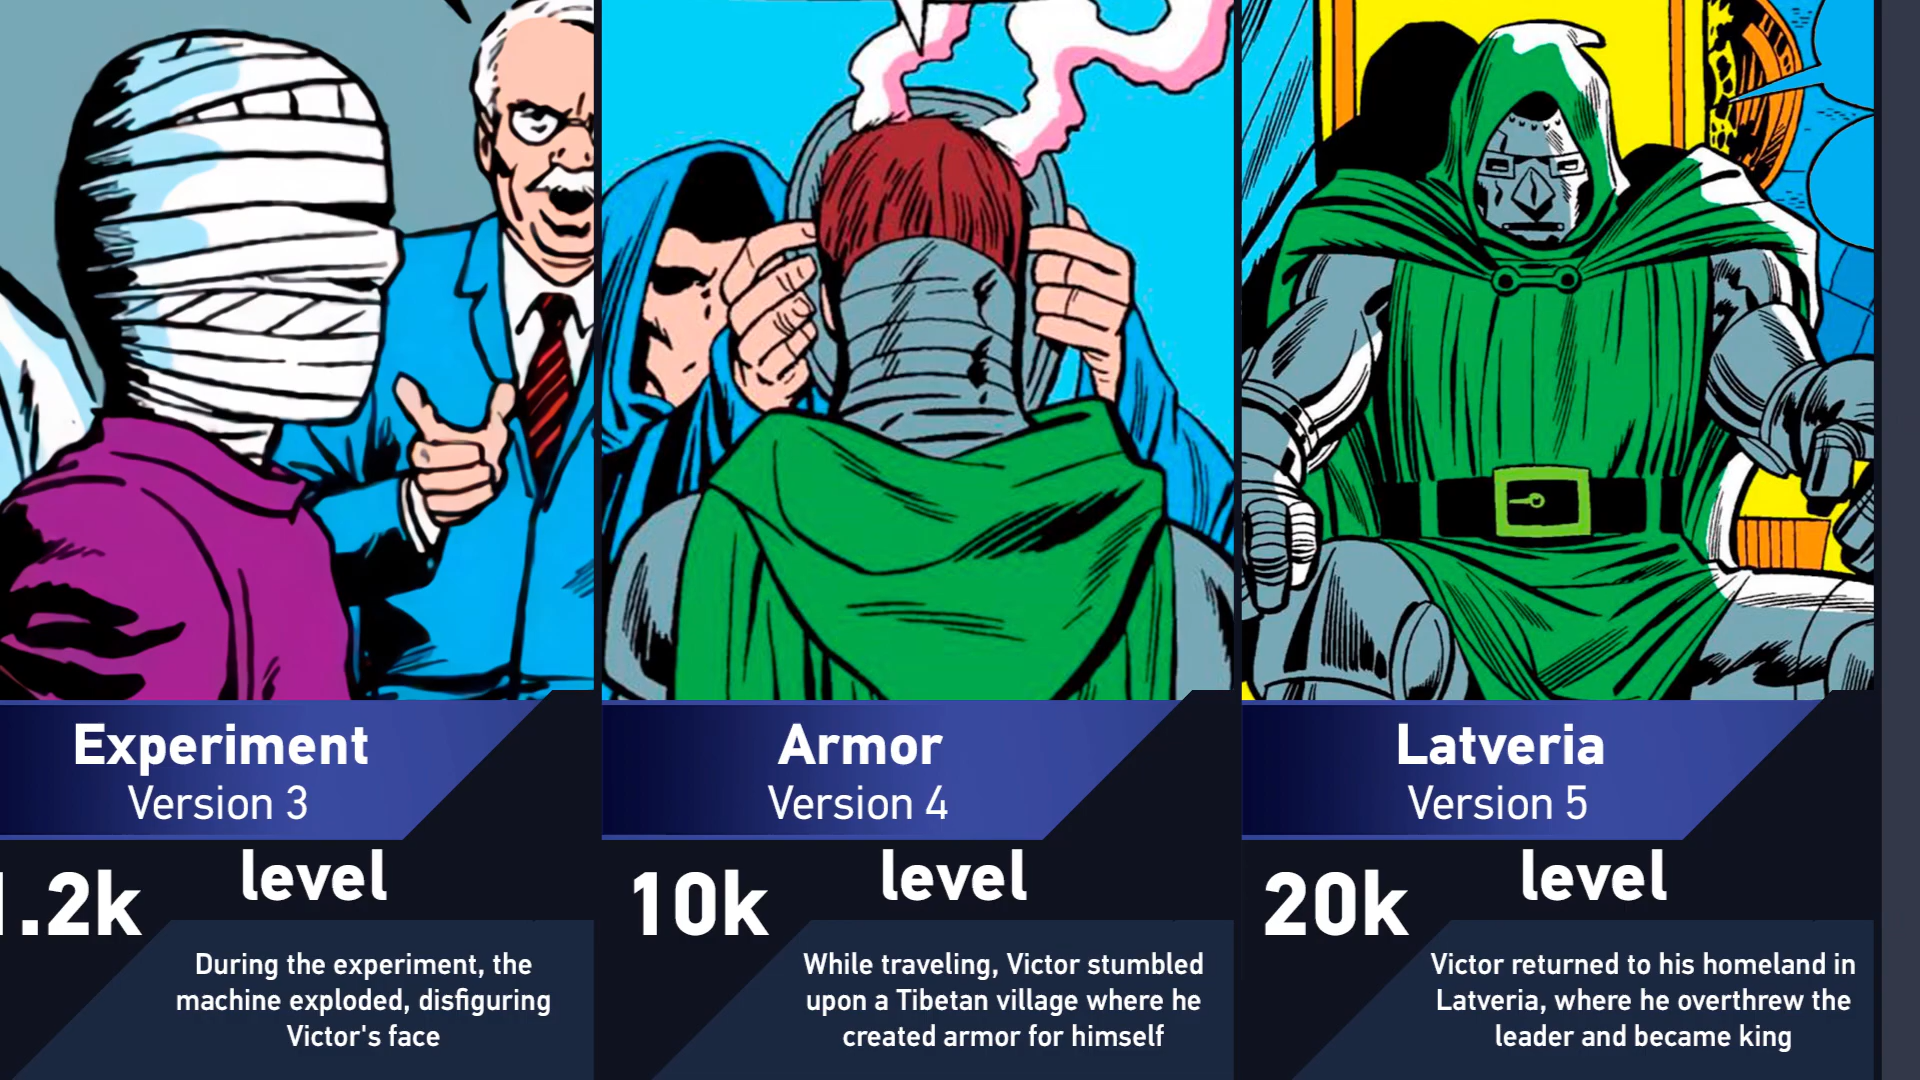 Experiment
Version 3
1.2k
level
During the experiment, the
machine exploded, disfiguring
Victor's face
Armor
Version 4
10k
level
While traveling, Victor stumbled
upon a Tibetan village where he
created armor for himself
Latveria
Version 5
20k
level
Victor returned to his homeland in
Latveria, where he overthrew the
leader and became king